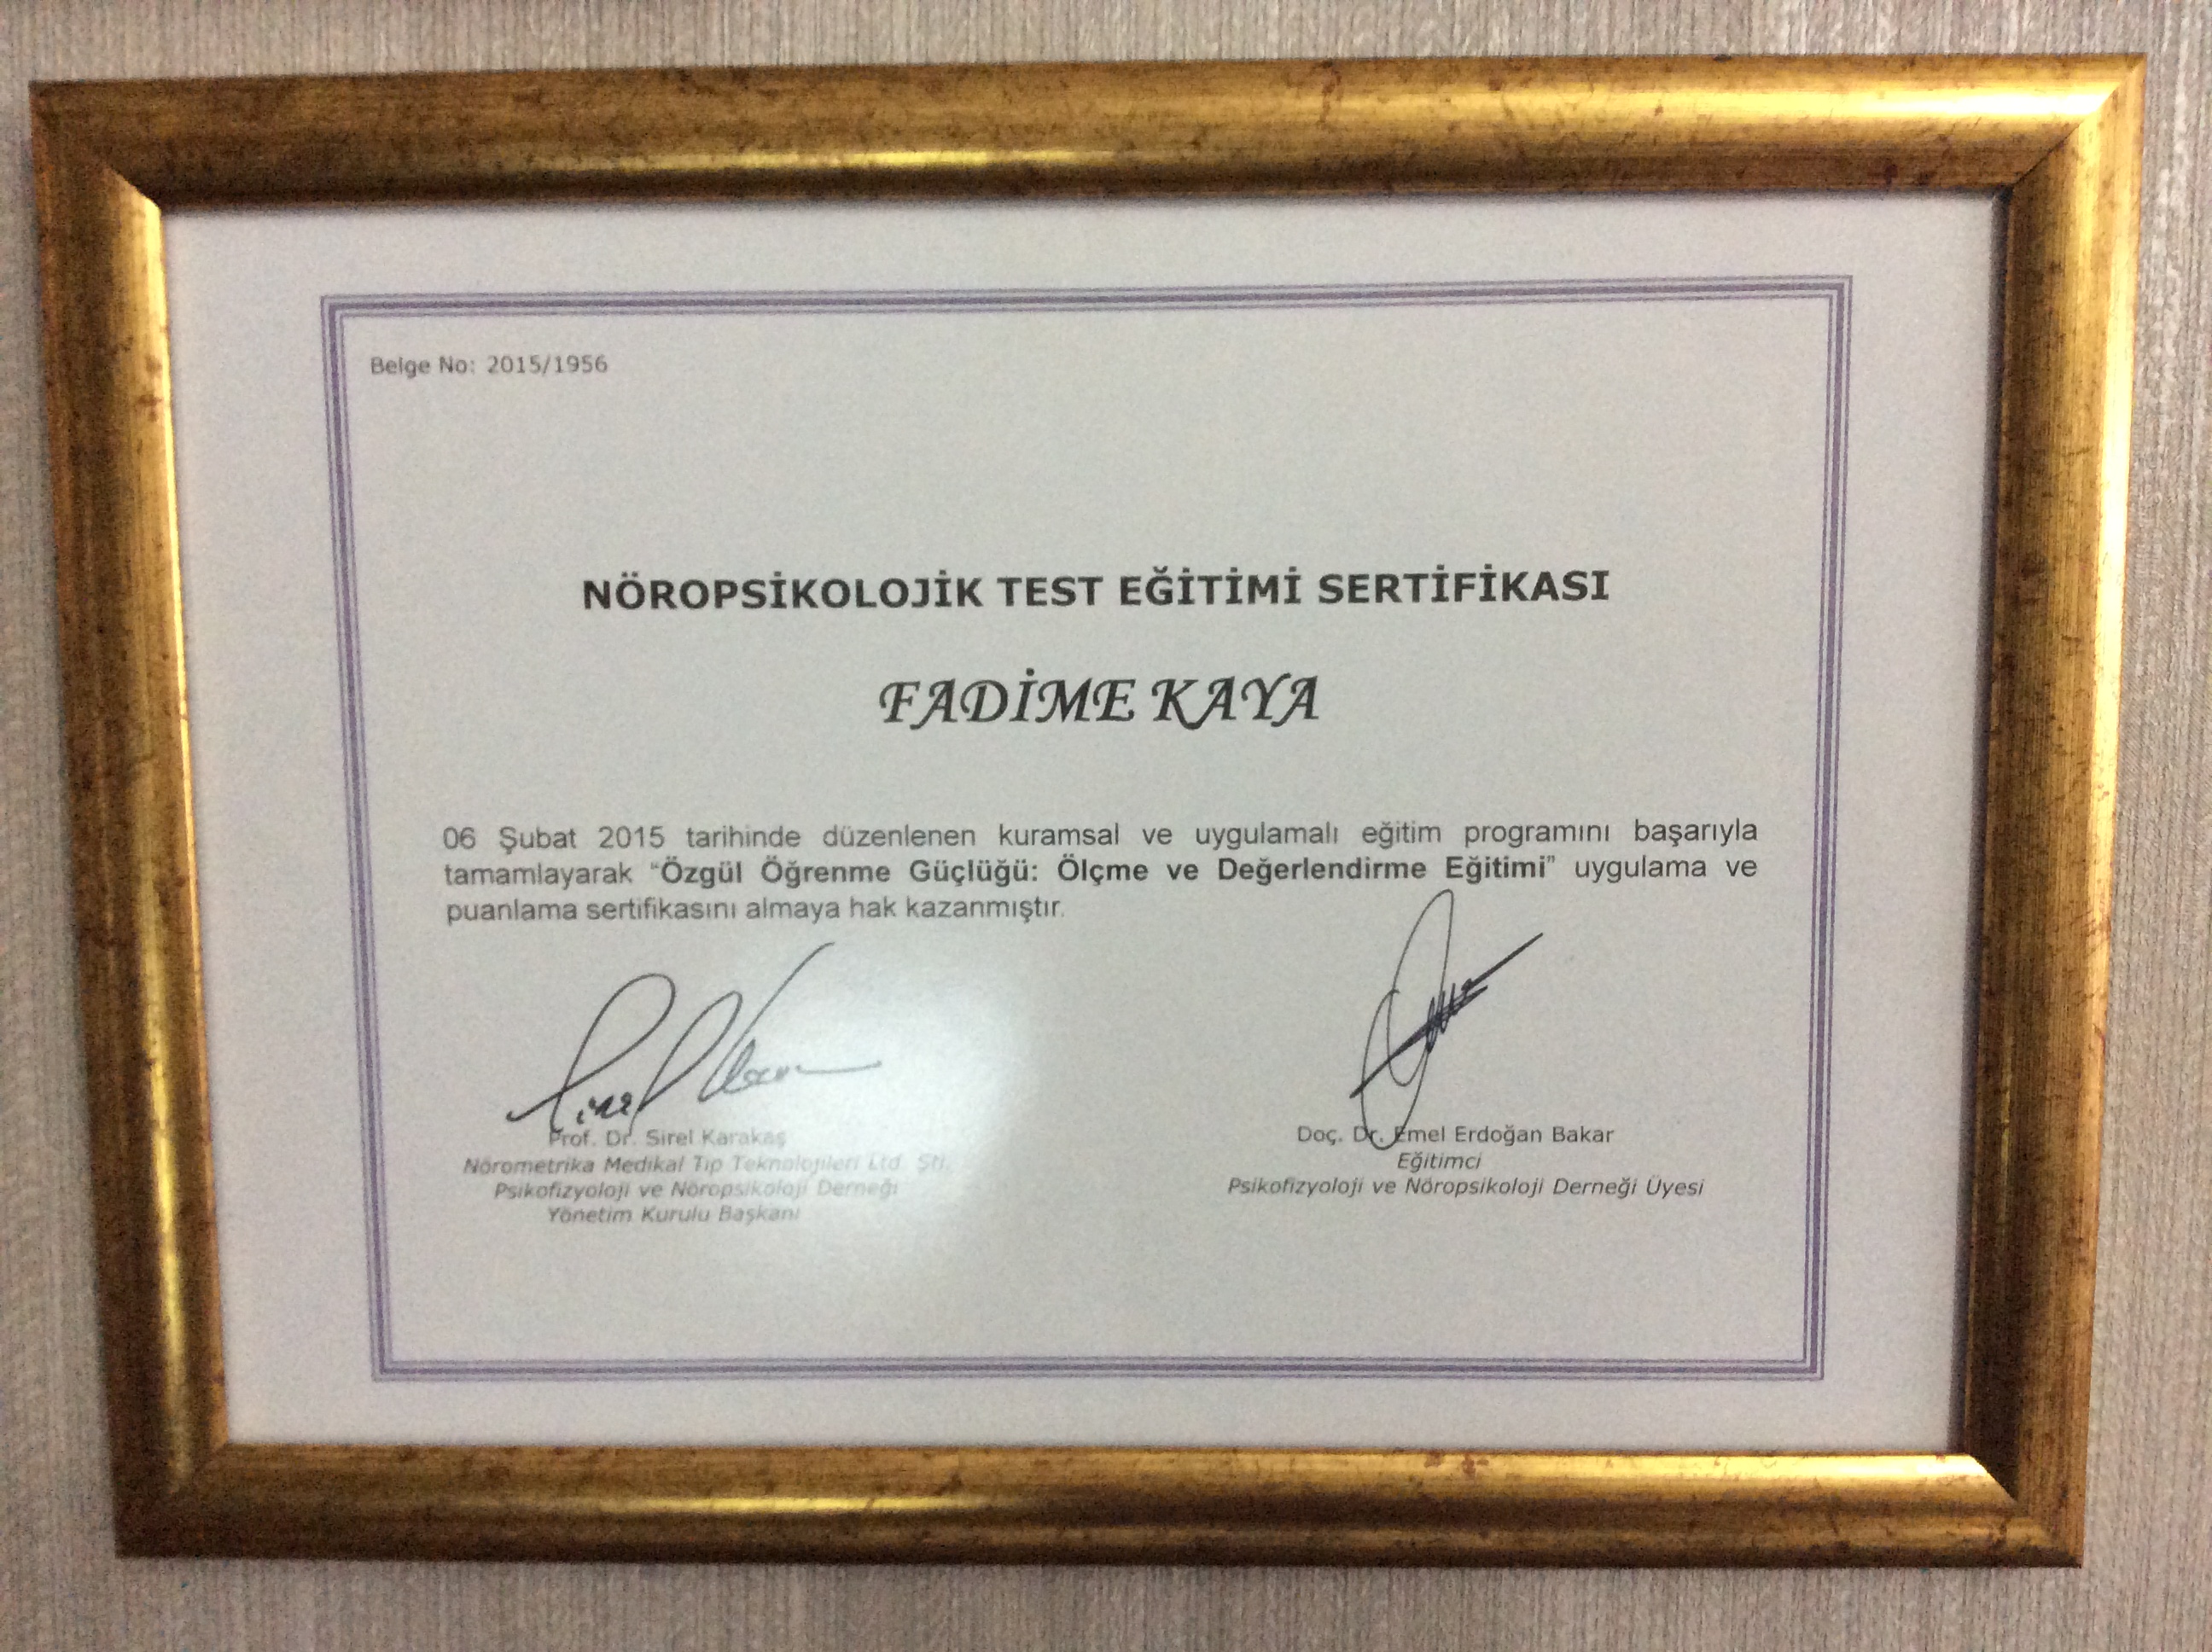 Belge No: 2015/1956
NÖROPSİKOLOJİK TEST EĞİTİMİ SERTİFİKASI
FADİME KAYA
06 Şubat 2015 tarihinde düzenlenen kuramsal ve uygulamalı eğitim programını başarıyla
tamamlayarak "Özgül Öğrenme Güçlüğü: Ölçme ve Değerlendirme Eğitimi" uygulama ve
puanlama sertifikasını almaya hak kazanmıştır.
Prof. Dr. Sirel Karakaş
Nörometrika Medikal Tıp Teknolojileri Ltd. Şti.
Psikofizyoloji ve Nöropsikoloji Derneği
Yönetim Kurulu Başkanı
Doç. Dr. Emel Erdoğan Bakar
Eğitimci
Psikofizyoloji ve Nöropsikoloji Derneği Üyesi